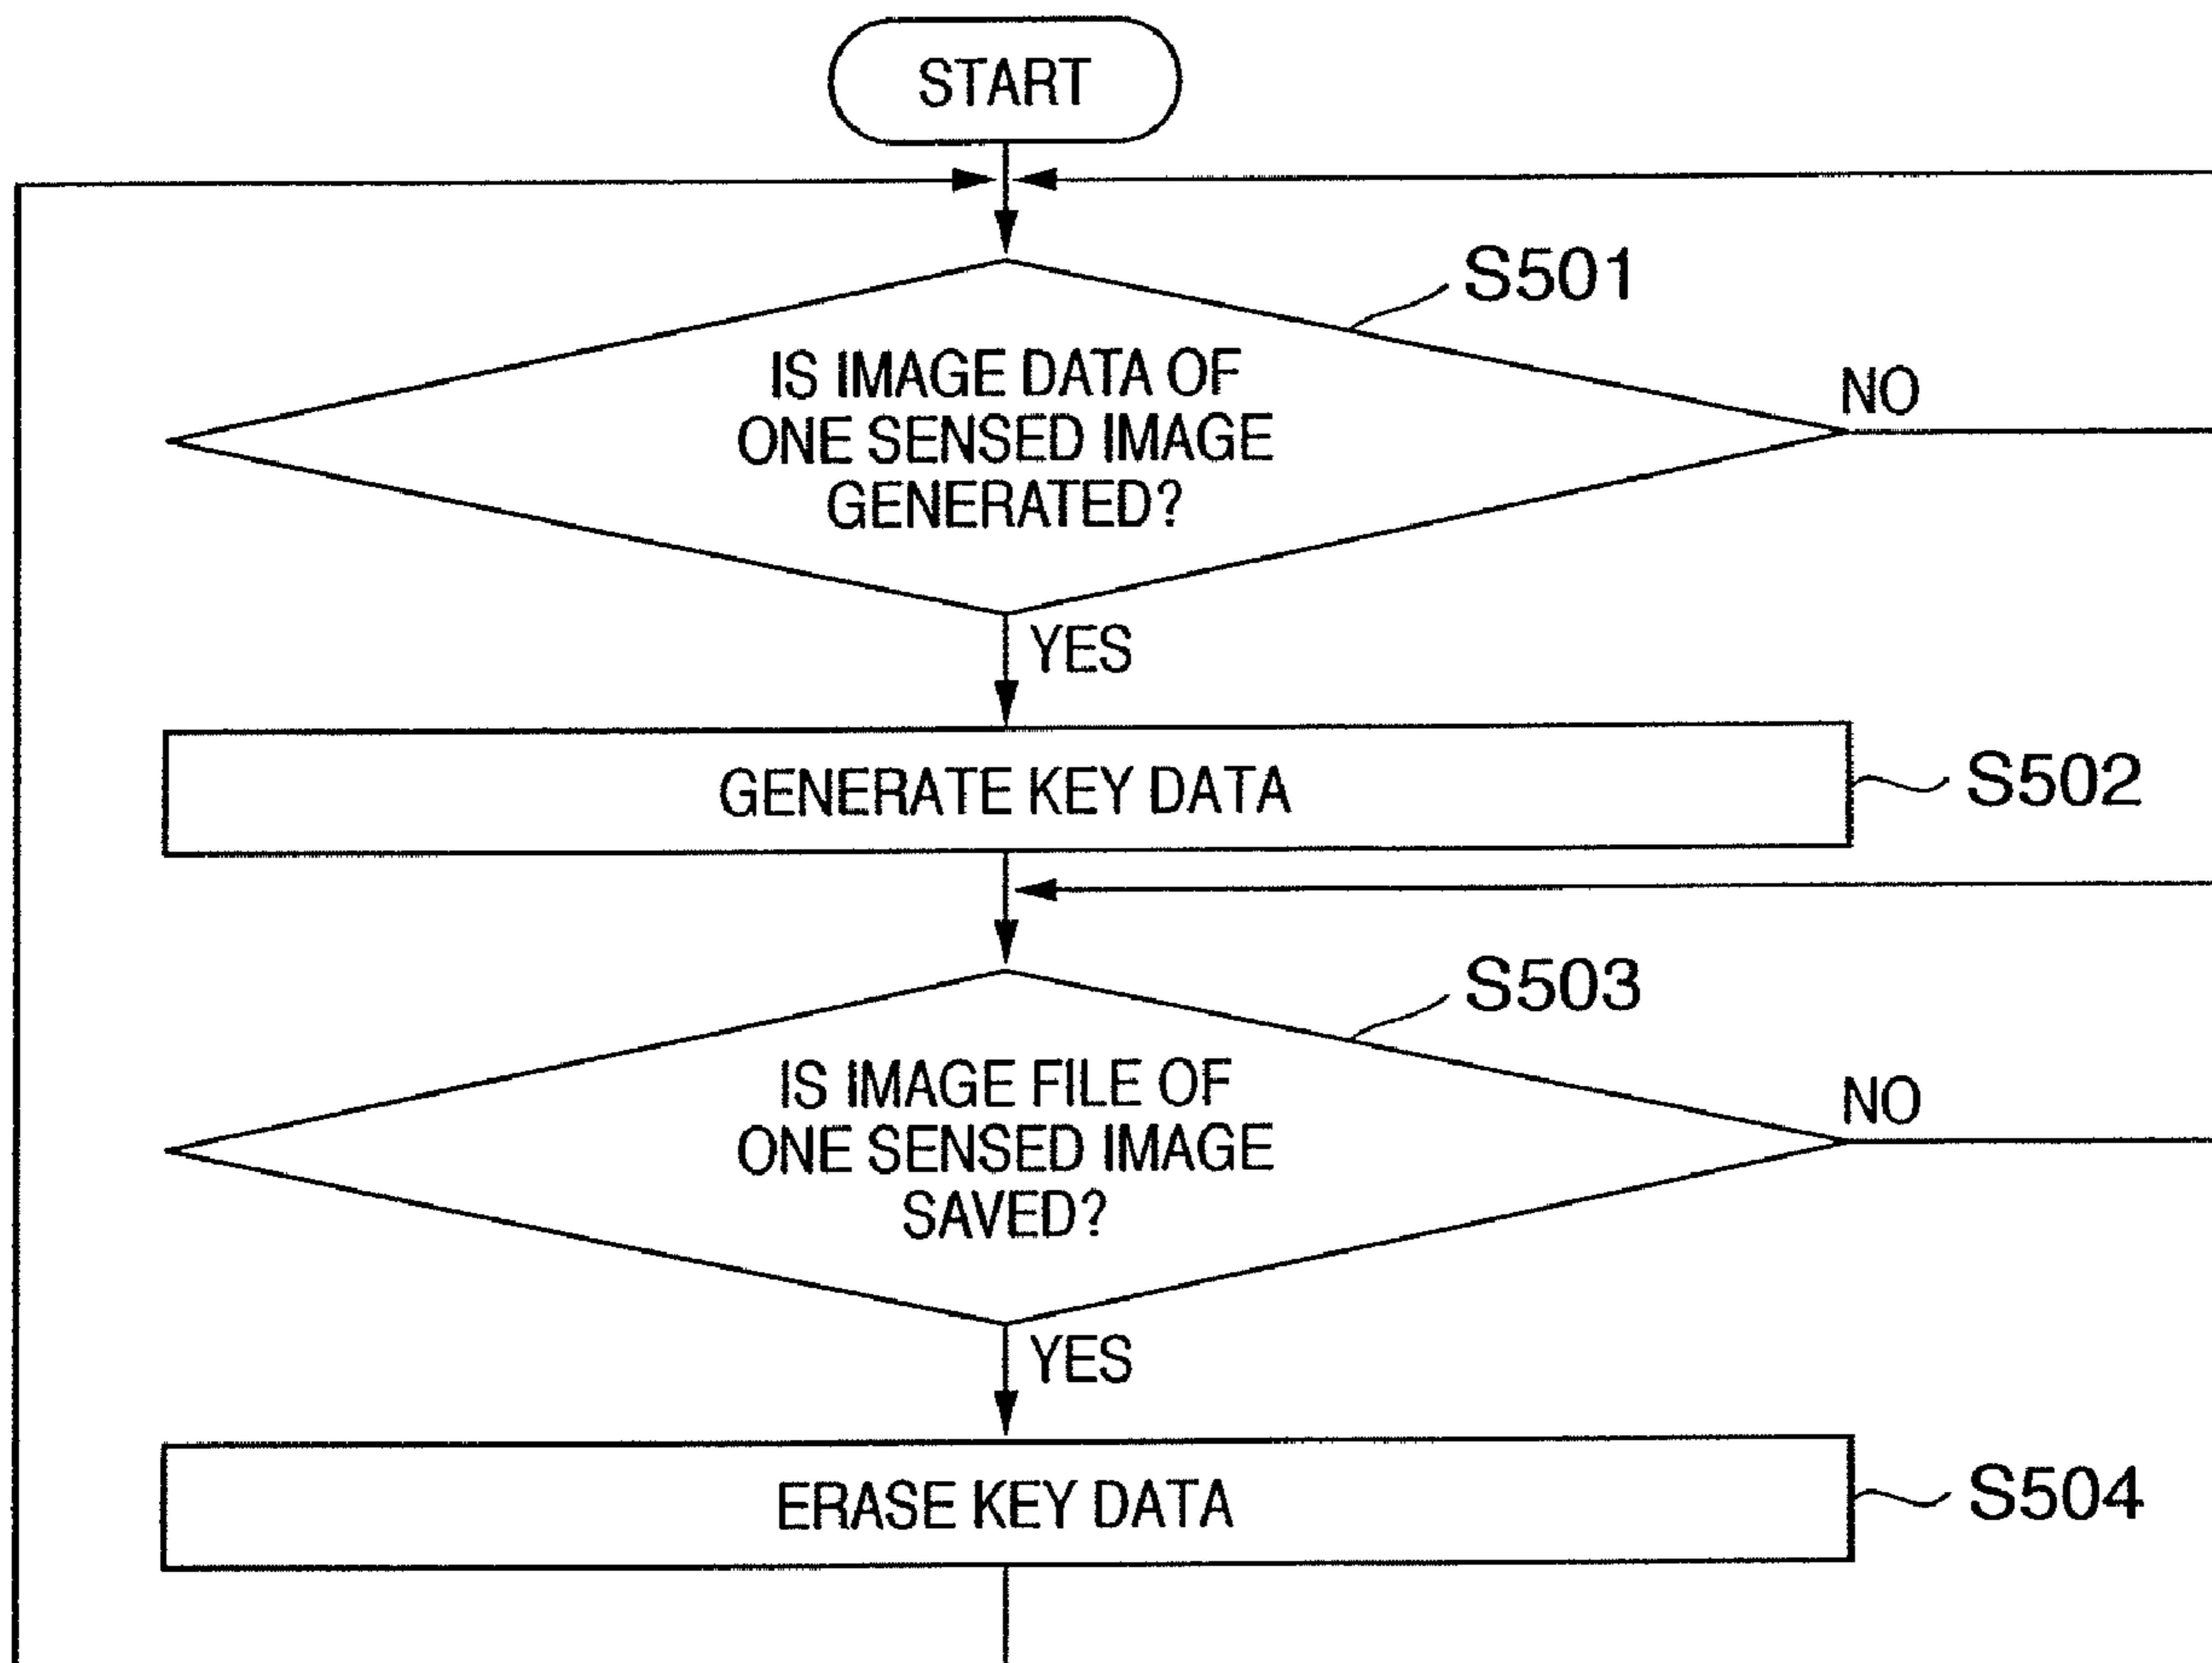 START
S501
IS IMAGE DATA OF
ONE SENSED IMAGE
GENERATED?
NO
YES
GENERATE KEY DATA
S502
S503
IS IMAGE FILE OF
ONE SENSED IMAGE
SAVED?
NO
YES
ERASE KEY DATA
S504